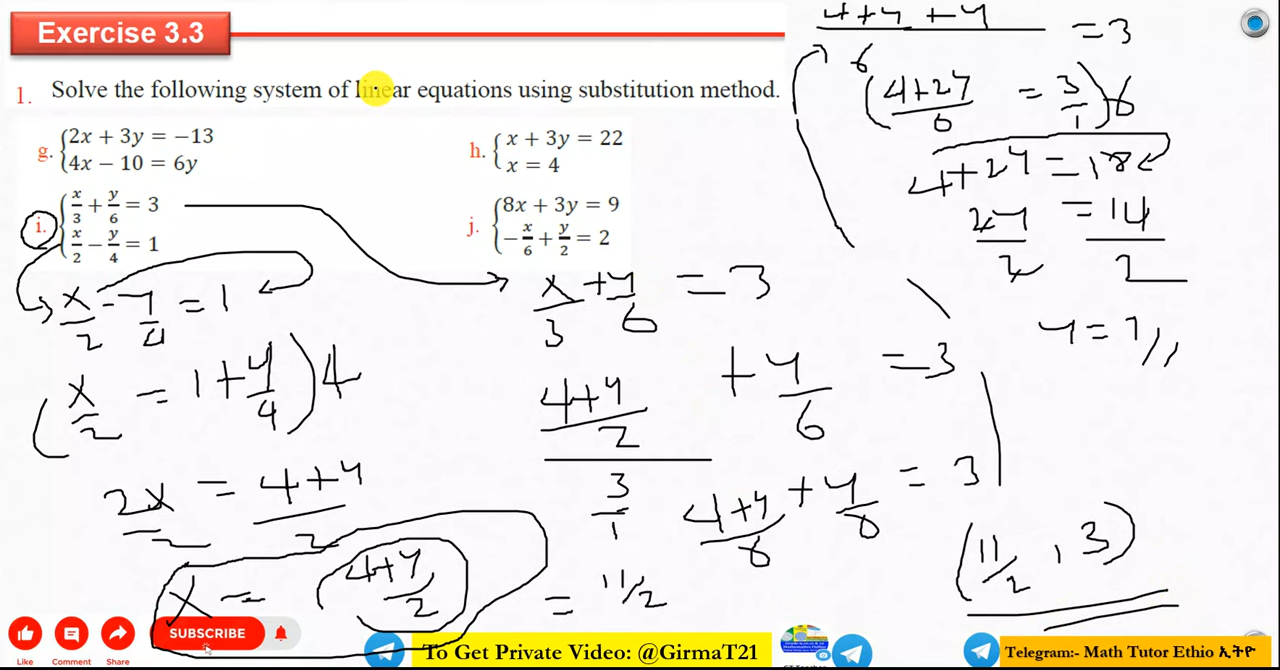 Exercise 3.3
1. Solve the following system of linear equations using substitution method.
g. {2x + 3y = −13
4x − 10 = 6y
h. {x + 3y = 22
x = 4
i. {x/3 + y/6 = 3
x/2 − y/4 = 1
j. {8x + 3y = 9
−x/6 + y/2 = 2
x/2 - y/4 = 1
(x/2 = 1 + y/4) 4
2x/2 = 4+y/2
x = (4+y/2) = 11/2
x/3 + y/6 = 3
4+y/2 / 3/1 + y/6 = 3
4+y/6 + y/6 = 3
4+y+y/6 = 3
(4+2y/6 = 3/1) 6
4+2y = 18
2y/2 = 14/2
y = 7//
(11/2 , 3)
Like
Comment
Share
SUBSCRIBE
To Get Private Video: @GirmaT21
Telegram:- Math Tutor Ethio ኢትዮ